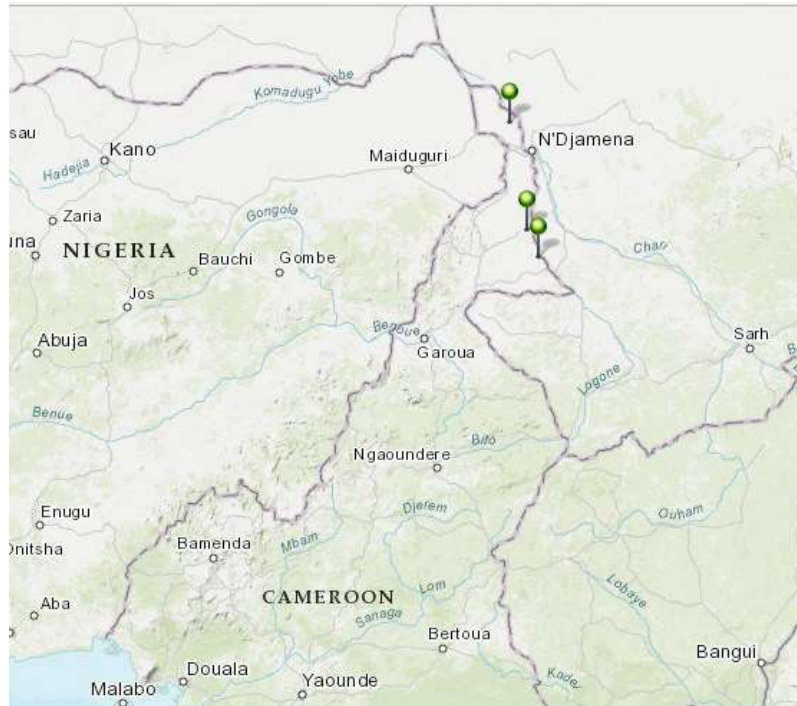 Komadugu Yobe
sau
Kano
Hadejia
N'Djamena
Maiduguri
Zaria
Gongola
una
NIGERIA
Bauchi
Gombe
Chari
Jos
Abuja
Benoue
Garoua
Sarh
B
Logone
Benue
Bifo
Ngaoundere
Enugu
Onitsha
Djerem
Ouham
Bamenda
Mbam
Lom
Lobaye
Aba
CAMEROON
Sanaga
Bertoua
Bangui
Douala
Kadei
Malabo
Yaounde